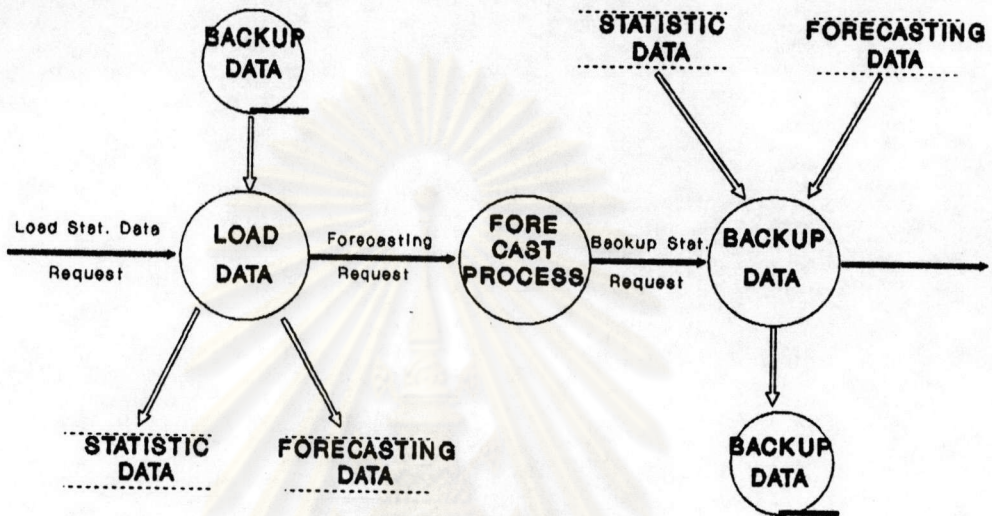 BACKUP
DATA
STATISTIC
DATA
FORECASTING
DATA
Load Stat. Data
Request
LOAD
DATA
Forecasting
Request
FORE
CAST
PROCESS
Backup Stat.
Request
BACKUP
DATA
STATISTIC
DATA
FORECASTING
DATA
BACKUP
DATA